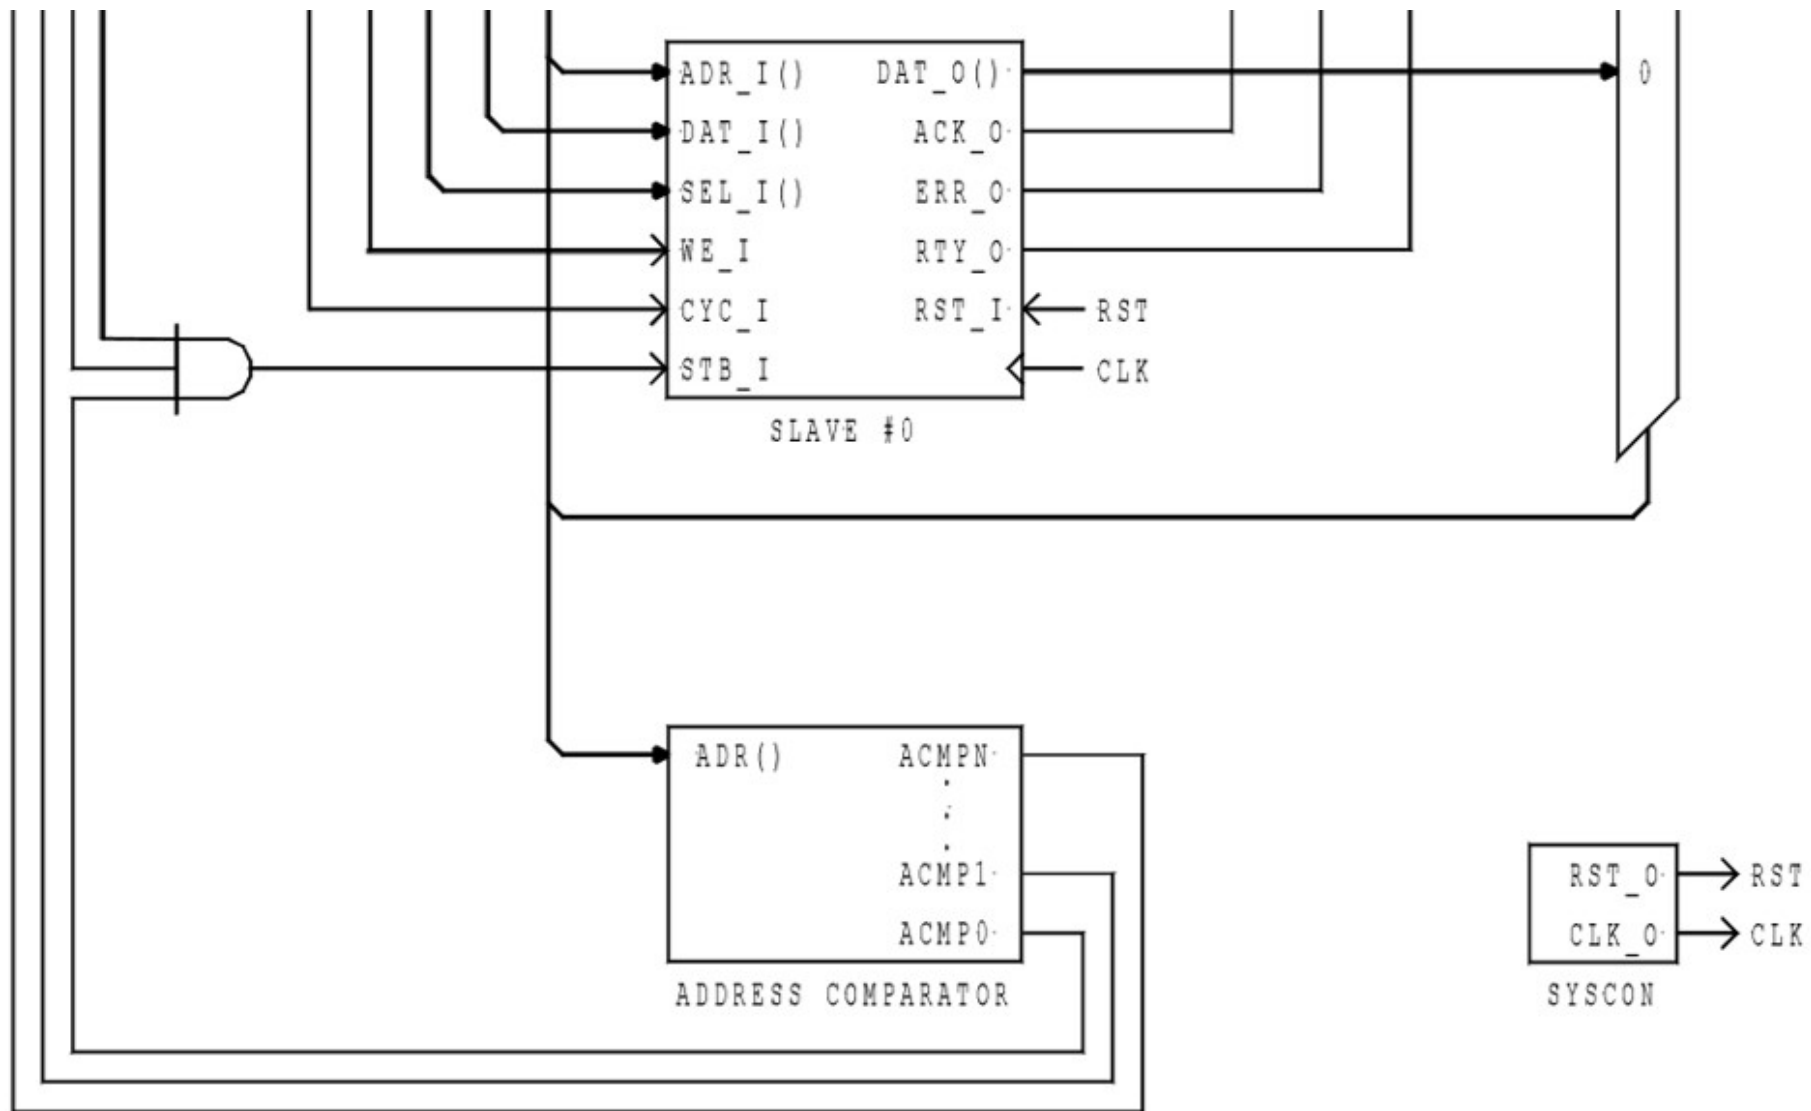 ADR_I() DAT_O() 0
DAT_I() ACK_O
SEL_I() ERR_O
WE_I RTY_O
CYC_I RST_I RST
STB_I CLK
SLAVE #0
ADR() ACMPN
.
.
.
ACMP1
ACMP0
ADDRESS COMPARATOR
RST_O RST
CLK_O CLK
SYSCON